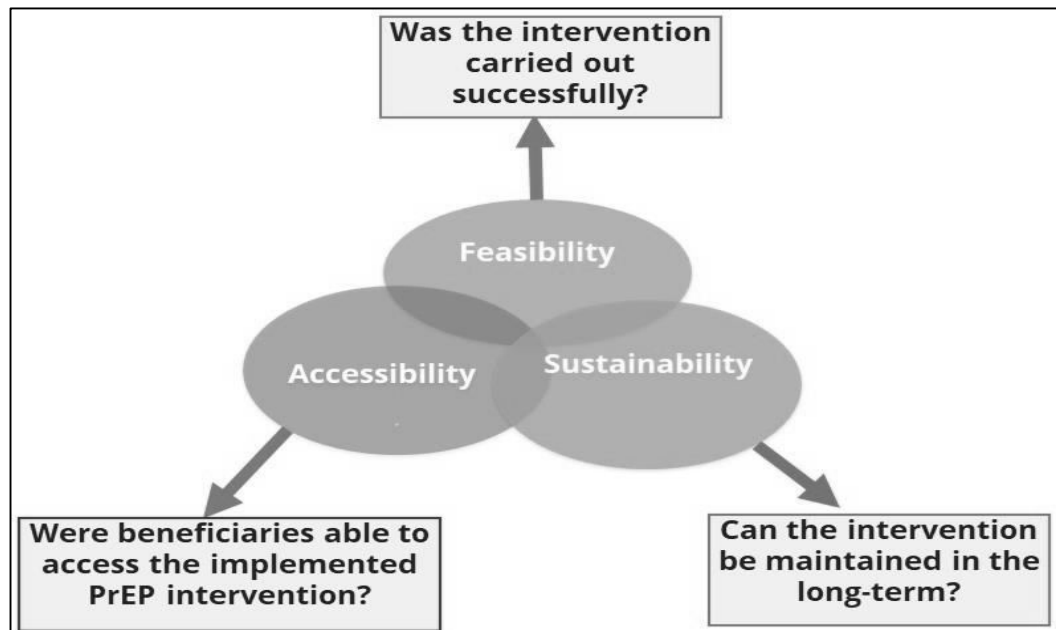 Was the intervention
carried out
successfully?
Feasibility
Accessibility
Sustainability
Were beneficiaries able to
access the implemented
PrEP intervention?
Can the intervention
be maintained in the
long-term?